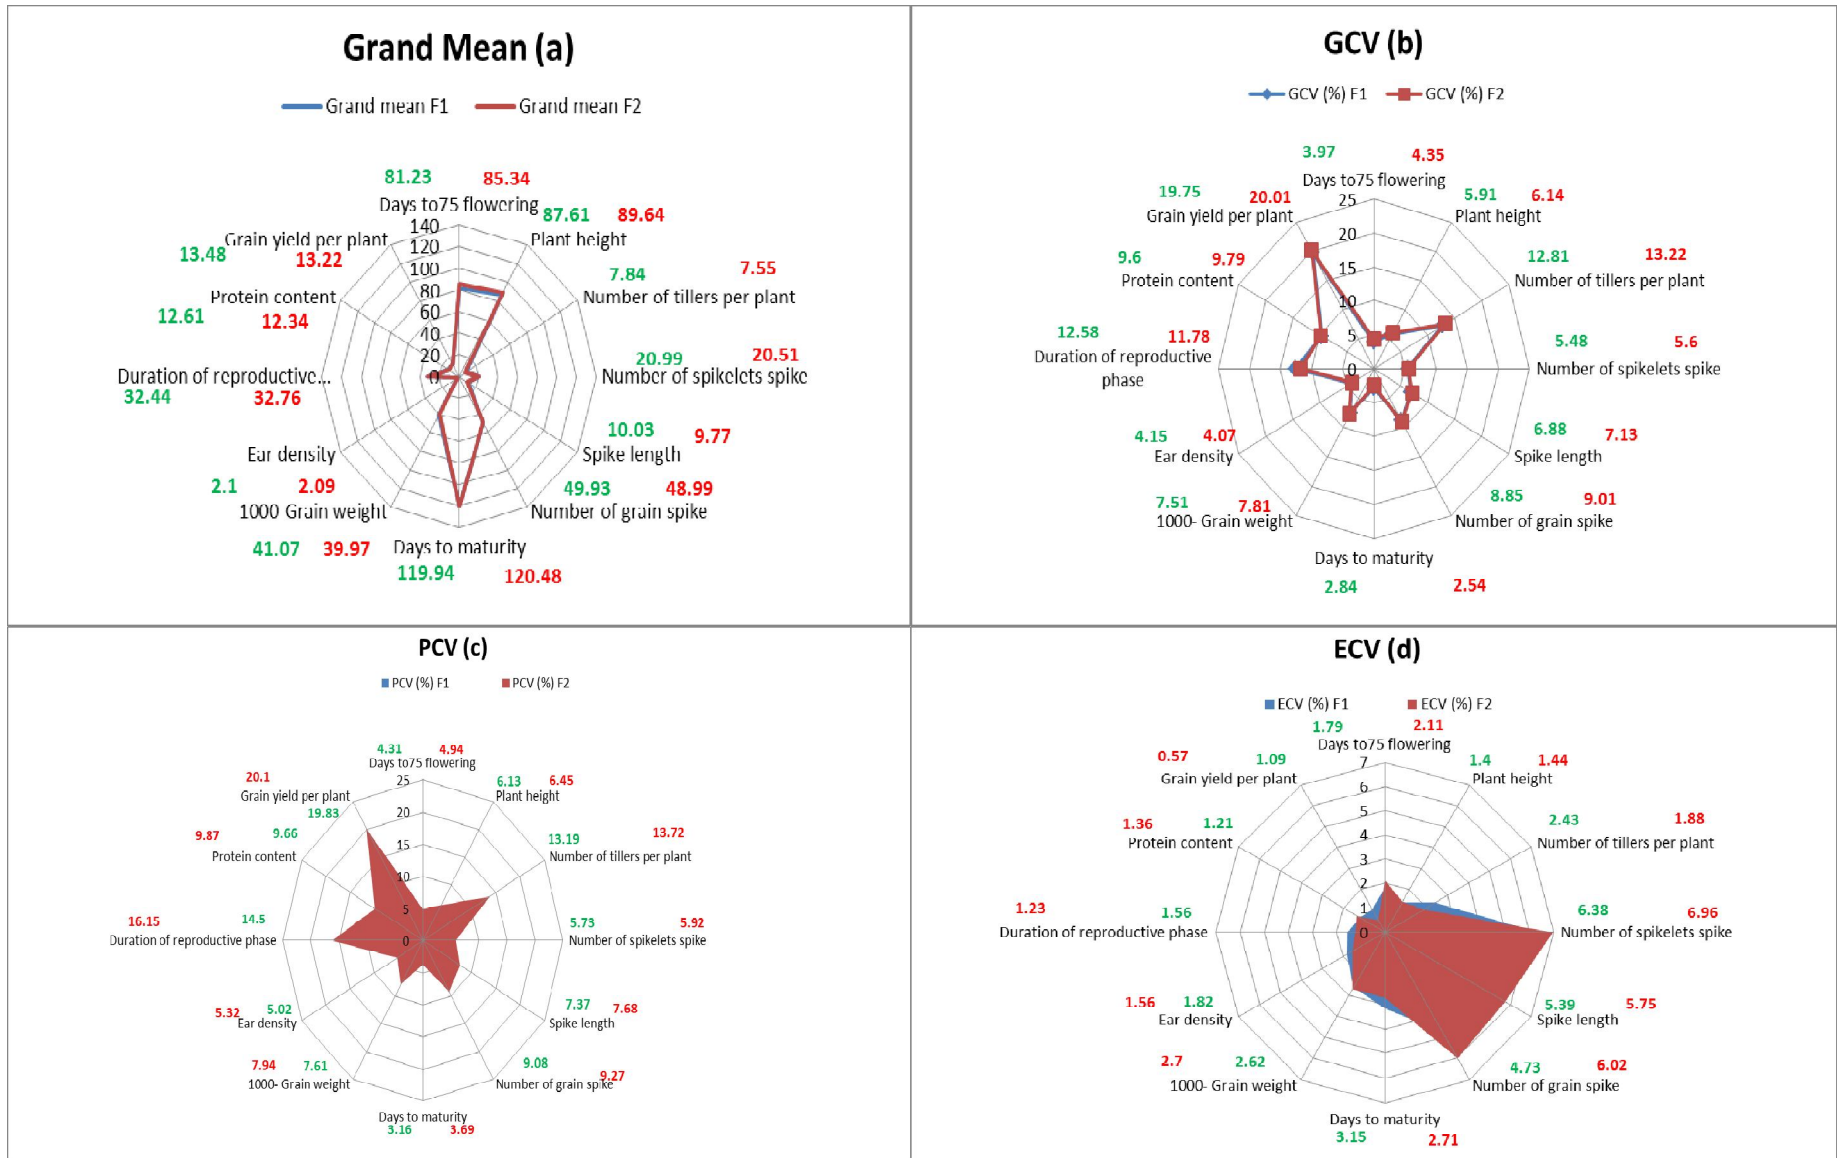 Grand Mean (a)
Grand mean F1 Grand mean F2
81.23 85.34
Days to75 flowering
87.61 89.64
Plant height
7.84 7.55
Number of tillers per plant
20.99 20.51
Number of spikelets spike
10.03 9.77
Spike length
49.93 48.99
Number of grain spike
Days to maturity
119.94 120.48
1000 Grain weight
41.07 39.97
Ear density
2.1 2.09
Duration of reproductive...
32.44 32.76
Protein content
12.61 12.34
Grain yield per plant
13.48 13.22
140
120
100
80
60
40
20
0
GCV (b)
GCV (%) F1 GCV (%) F2
3.97 4.35
Days to75 flowering
5.91 6.14
Plant height
12.81 13.22
Number of tillers per plant
5.48 5.6
Number of spikelets spike
6.88 7.13
Spike length
8.85 9.01
Number of grain spike
Days to maturity
2.84 2.54
7.51 7.81
1000- Grain weight
4.15 4.07
Ear density
12.58 11.78
Duration of reproductive
phase
9.6 9.79
Protein content
19.75 20.01
Grain yield per plant
25
20
15
10
5
0
PCV (c)
PCV (%) F1 PCV (%) F2
4.31 4.94
Days to75 flowering
6.13 6.45
Plant height
13.19 13.72
Number of tillers per plant
5.73 5.92
Number of spikelets spike
7.37 7.68
Spike length
9.08 9.27
Number of grain spike
Days to maturity
3.16 3.69
7.94 7.61
1000- Grain weight
5.32 5.02
Ear density
16.15 14.5
Duration of reproductive phase
9.87 9.66
Protein content
20.1
Grain yield per plant
19.83
25
20
15
10
5
0
ECV (d)
ECV (%) F1 ECV (%) F2
1.79 2.11
Days to75 flowering
1.4 1.44
Plant height
2.43 1.88
Number of tillers per plant
6.38 6.96
Number of spikelets spike
5.39 5.75
Spike length
4.73 6.02
Number of grain spike
Days to maturity
3.15 2.71
2.7 2.62
1000- Grain weight
1.56 1.82
Ear density
1.23 1.56
Duration of reproductive phase
1.36 1.21
Protein content
0.57 1.09
Grain yield per plant
7
6
5
4
3
2
1
0